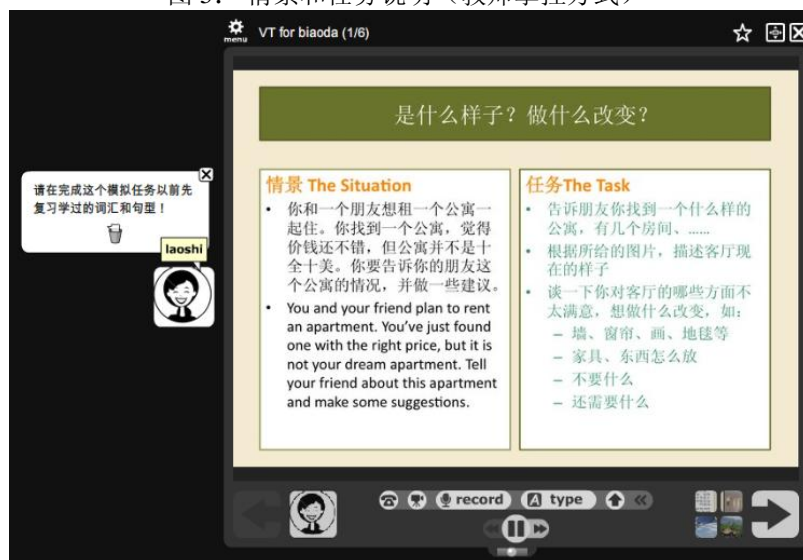 menu VT for biaoda (1/6)
是什么样子？做什么改变？
请在完成这个模拟任务以前先
复习学过的词汇和句型！
laoshi
情景 The Situation
• 你和一个朋友想租一个公寓一
起住。你找到一个公寓，觉得
价钱还不错，但公寓并不是十
全十美。你要告诉你的朋友这
个公寓的情况，并做一些建议。
• You and your friend plan to rent
an apartment. You’ve just found
one with the right price, but it is
not your dream apartment. Tell
your friend about this apartment
and make some suggestions.
任务The Task
• 告诉朋友你找到一个什么样的
公寓，有几个房间、……
• 根据所给的图片，描述客厅现
在的样子
• 谈一下你对客厅的哪些方面不
太满意，想做什么改变，如：
– 墙、窗帘、画、地毯等
– 家具、东西怎么放
– 不要什么
– 还需要什么
record A type